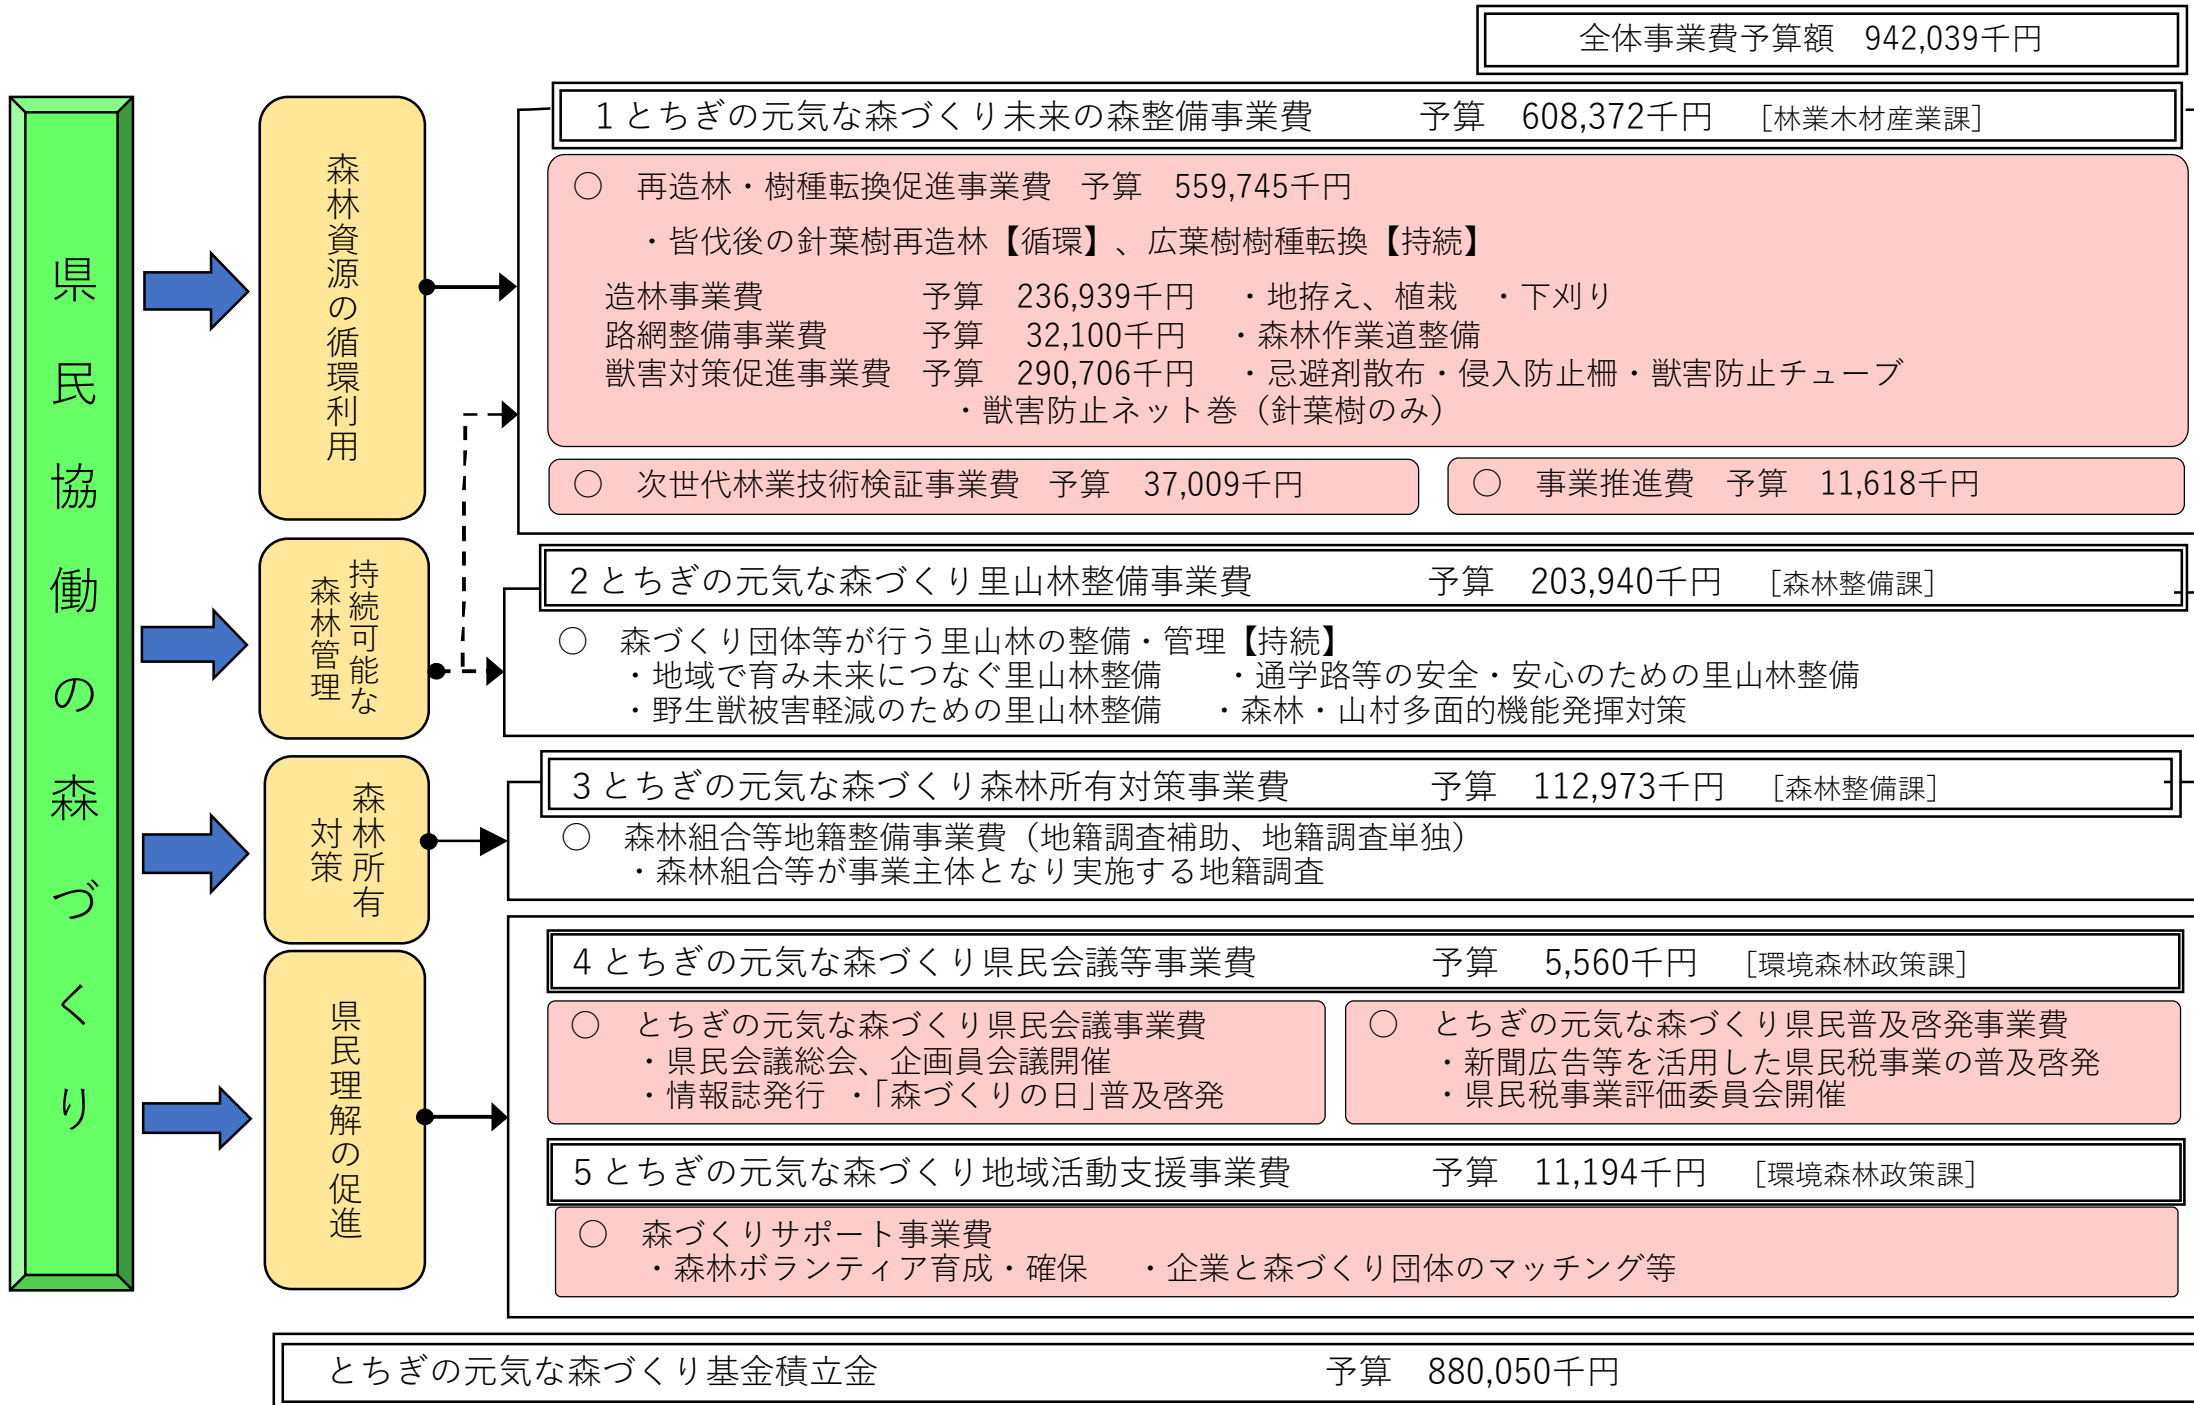 全体事業費予算額　942,039千円
県民協働の森づくり
森林資源の循環利用
1とちぎの元気な森づくり未来の森整備事業費　予算　608,372千円　［林業木材産業課］
○　再造林・樹種転換促進事業費　予算　559,745千円
・皆伐後の針葉樹再造林【循環】、広葉樹樹種転換【持続】
造林事業費　予算　236,939千円　・地拵え、植栽　・下刈り
路網整備事業費　予算　32,100千円　・森林作業道整備
獣害対策促進事業費　予算　290,706千円　・忌避剤散布・侵入防止柵・獣害防止チューブ
・獣害防止ネット巻（針葉樹のみ）
○　次世代林業技術検証事業費　予算　37,009千円
○　事業推進費　予算　11,618千円
持続可能な
森林管理
2とちぎの元気な森づくり里山林整備事業費　予算　203,940千円　［森林整備課］
○　森づくり団体等が行う里山林の整備・管理【持続】
・地域で育み未来につなぐ里山林整備　・通学路等の安全・安心のための里山林整備
・野生獣被害軽減のための里山林整備　・森林・山村多面的機能発揮対策
森林所有
対策
3とちぎの元気な森づくり森林所有対策事業費　予算　112,973千円　［森林整備課］
○　森林組合等地籍整備事業費（地籍調査補助、地籍調査単独）
・森林組合等が事業主体となり実施する地籍調査
県民理解の促進
4とちぎの元気な森づくり県民会議等事業費　予算　5,560千円　［環境森林政策課］
○　とちぎの元気な森づくり県民会議事業費
・県民会議総会、企画員会議開催
・情報誌発行　・「森づくりの日」普及啓発
○　とちぎの元気な森づくり県民普及啓発事業費
・新聞広告等を活用した県民税事業の普及啓発
・県民税事業評価委員会開催
5とちぎの元気な森づくり地域活動支援事業費　予算　11,194千円　［環境森林政策課］
○　森づくりサポート事業費
・森林ボランティア育成・確保　・企業と森づくり団体のマッチング等
とちぎの元気な森づくり基金積立金　予算　880,050千円